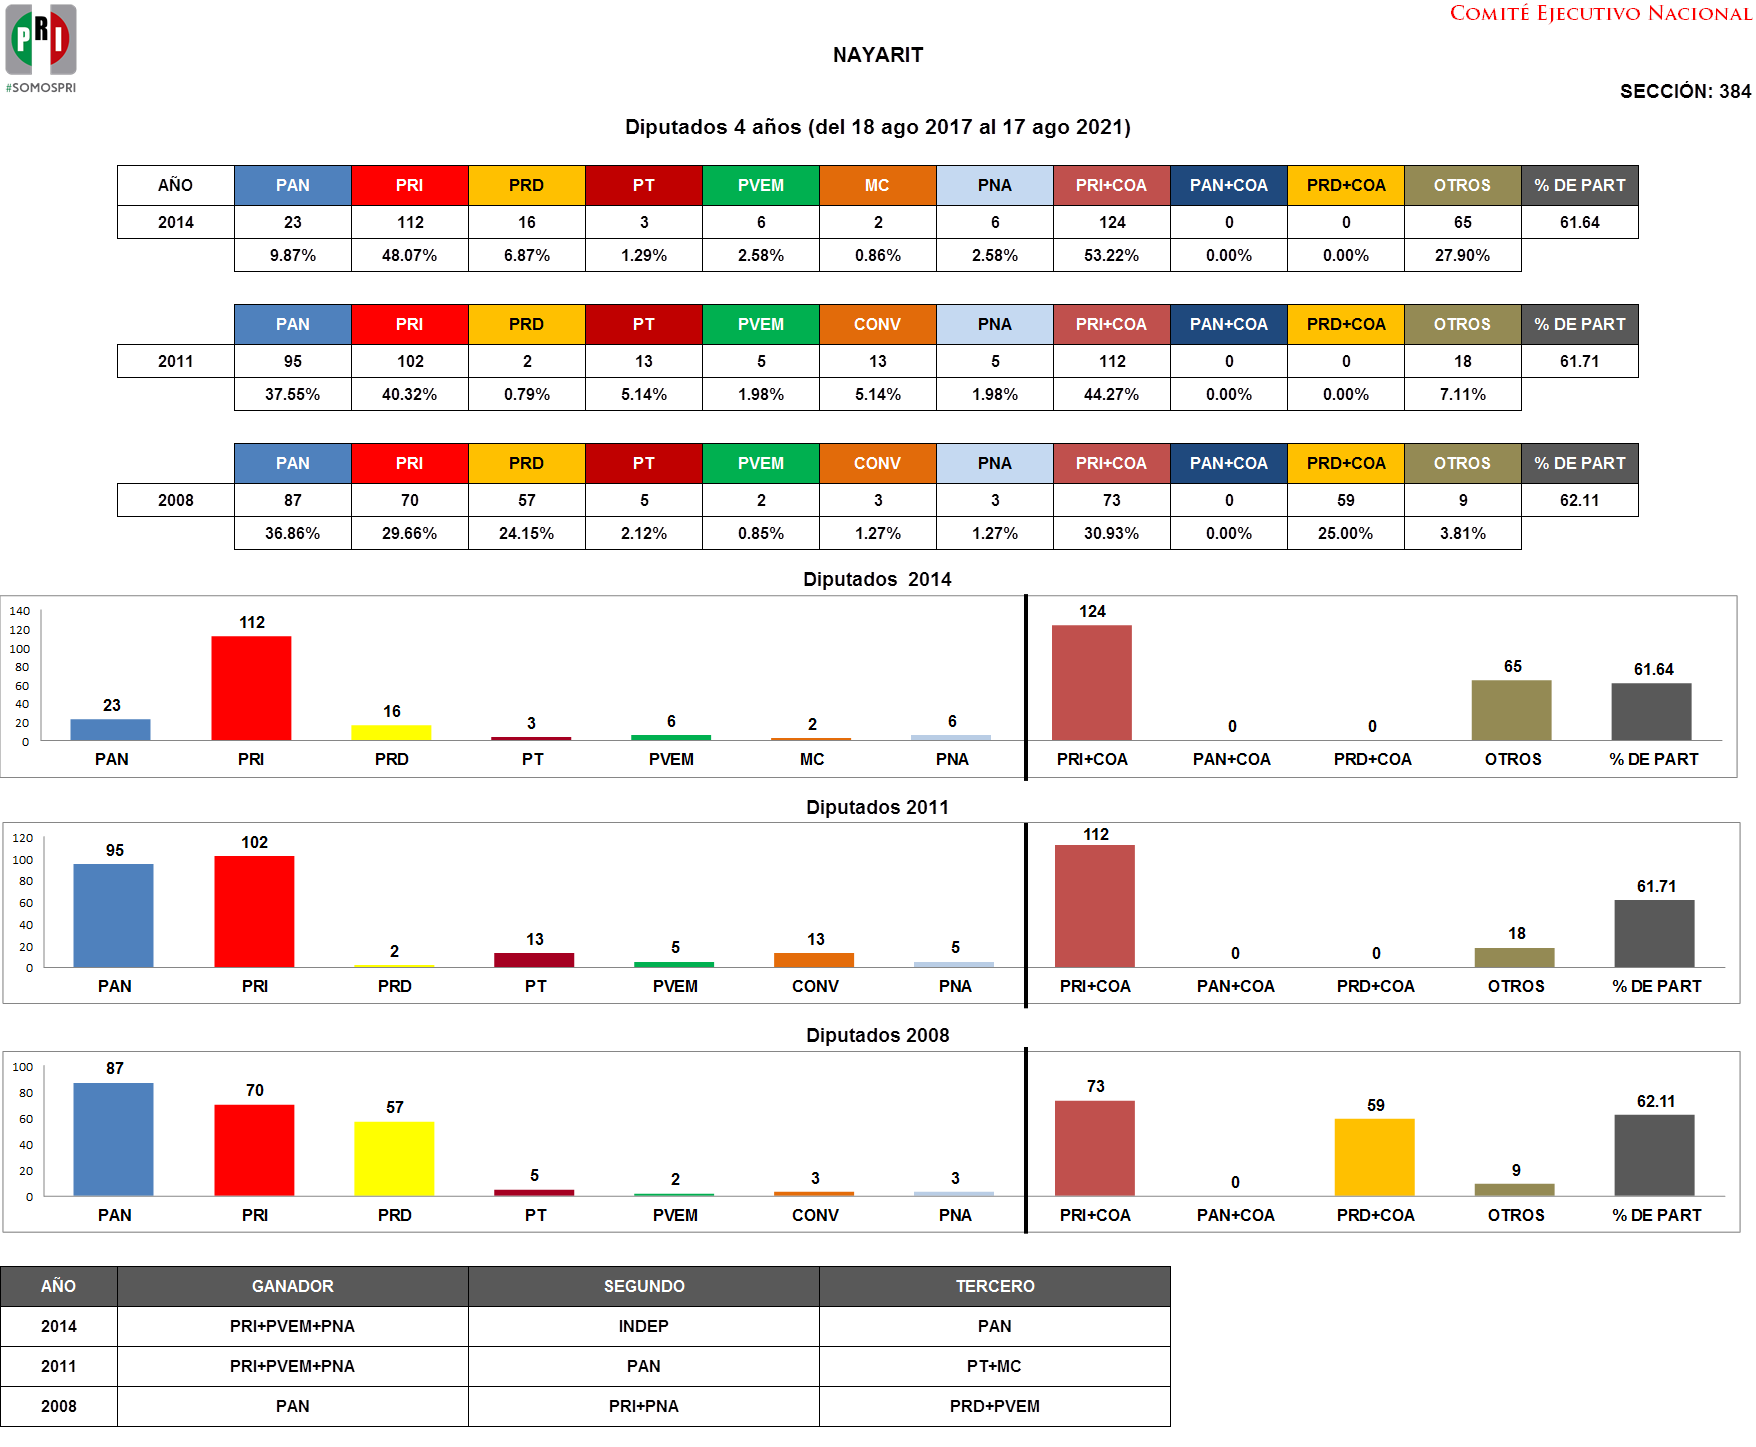 COMITÉ EJECUTIVO NACIONAL
PRI
#SOMOSPRI
NAYARIT
SECCIÓN: 384
Diputados 4 años (del 18 ago 2017 al 17 ago 2021)
AÑO PAN PRI PRD PT PVEM MC PNA PRI+COA PAN+COA PRD+COA OTROS % DE PART
2014 23 112 16 3 6 2 6 124 0 0 65 61.64
9.87% 48.07% 6.87% 1.29% 2.58% 0.86% 2.58% 53.22% 0.00% 0.00% 27.90%
PAN PRI PRD PT PVEM CONV PNA PRI+COA PAN+COA PRD+COA OTROS % DE PART
2011 95 102 2 13 5 13 5 112 0 0 18 61.71
37.55% 40.32% 0.79% 5.14% 1.98% 5.14% 1.98% 44.27% 0.00% 0.00% 7.11%
PAN PRI PRD PT PVEM CONV PNA PRI+COA PAN+COA PRD+COA OTROS % DE PART
2008 87 70 57 5 2 3 3 73 0 59 9 62.11
36.86% 29.66% 24.15% 2.12% 0.85% 1.27% 1.27% 30.93% 0.00% 25.00% 3.81%
Diputados 2014
140
120
100
80
60
40
20
0
23 112 16 3 6 2 6 124 0 0 65 61.64
PAN PRI PRD PT PVEM MC PNA PRI+COA PAN+COA PRD+COA OTROS % DE PART
Diputados 2011
120
100
80
60
40
20
0
95 102 2 13 5 13 5 112 0 0 18 61.71
PAN PRI PRD PT PVEM CONV PNA PRI+COA PAN+COA PRD+COA OTROS % DE PART
Diputados 2008
100
80
60
40
20
0
87 70 57 5 2 3 3 73 0 59 9 62.11
PAN PRI PRD PT PVEM CONV PNA PRI+COA PAN+COA PRD+COA OTROS % DE PART
AÑO GANADOR SEGUNDO TERCERO
2014 PRI+PVEM+PNA INDEP PAN
2011 PRI+PVEM+PNA PAN PT+MC
2008 PAN PRI+PNA PRD+PVEM